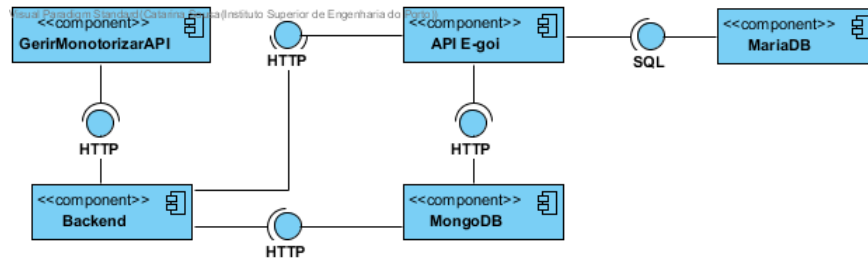 Visual Paradigm Standard(Catarina Sousa(Instituto Superior de Engenharia do Porto))
<<component>>
GerirMonotorizarAPI
HTTP
<<component>>
API E-goi
SQL
<<component>>
MariaDB
HTTP
HTTP
<<component>>
Backend
HTTP
<<component>>
MongoDB